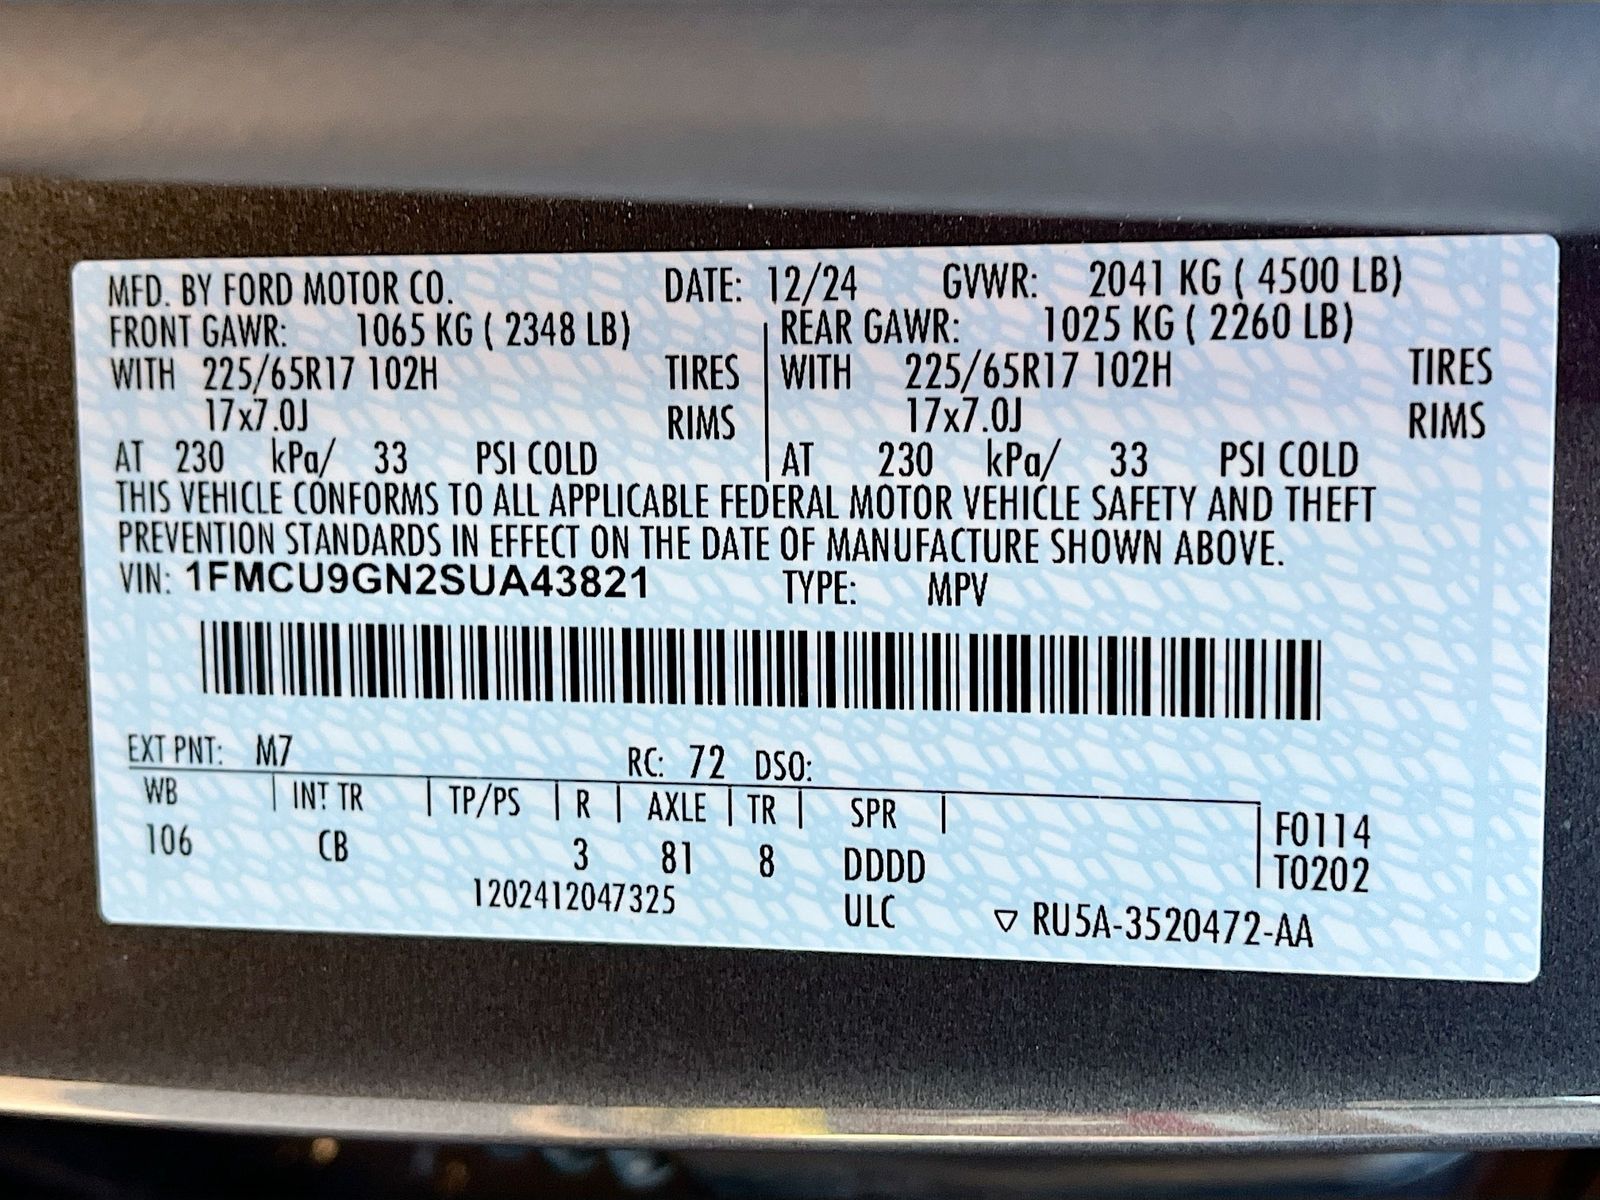 MFD. BY FORD MOTOR CO. DATE: 12/24 GVWR: 2041 KG ( 4500 LB)
FRONT GAWR: 1065 KG ( 2348 LB) REAR GAWR: 1025 KG ( 2260 LB)
WITH 225/65R17 102H TIRES WITH 225/65R17 102H TIRES
17x7.0J RIMS 17x7.0J RIMS
AT 230 kPa/ 33 PSI COLD AT 230 kPa/ 33 PSI COLD
THIS VEHICLE CONFORMS TO ALL APPLICABLE FEDERAL MOTOR VEHICLE SAFETY AND THEFT
PREVENTION STANDARDS IN EFFECT ON THE DATE OF MANUFACTURE SHOWN ABOVE.
VIN: 1FMCU9GN2SUA43821 TYPE: MPV
EXT PNT: M7 RC: 72 DSO:
WB INT TR TP/PS R AXLE TR SPR F0114
106 CB 3 81 8 DDDD T0202
1202412047325 ULC ▽ RU5A-3520472-AA